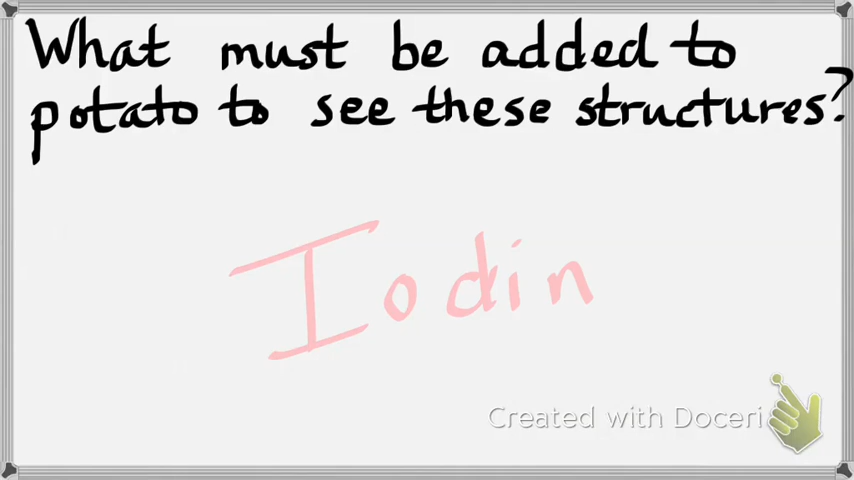 What must be added to
potato to see these structures?
Iodin
Created with Doceri